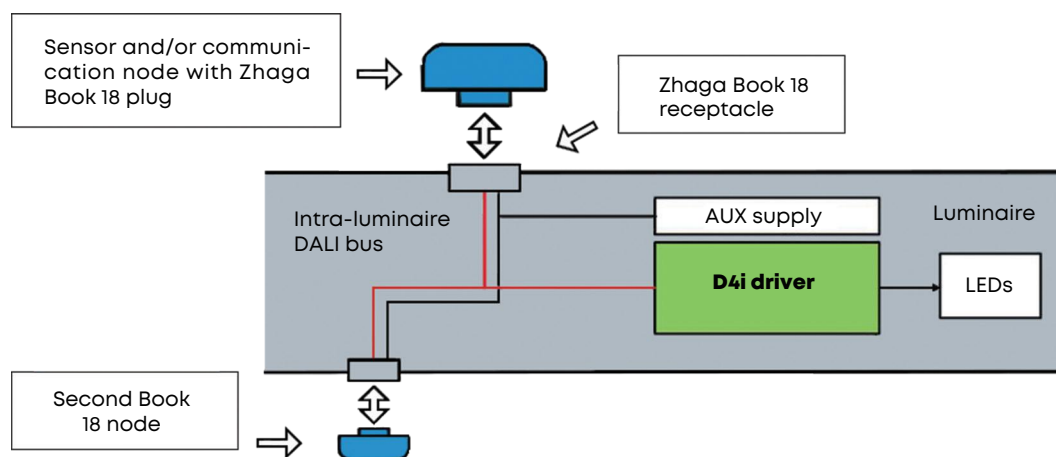 Sensor and/or communi-
cation node with Zhaga
Book 18 plug
Zhaga Book 18
receptacle
Intra-luminaire
DALI bus
AUX supply
Luminaire
D4i driver
LEDs
Second Book
18 node